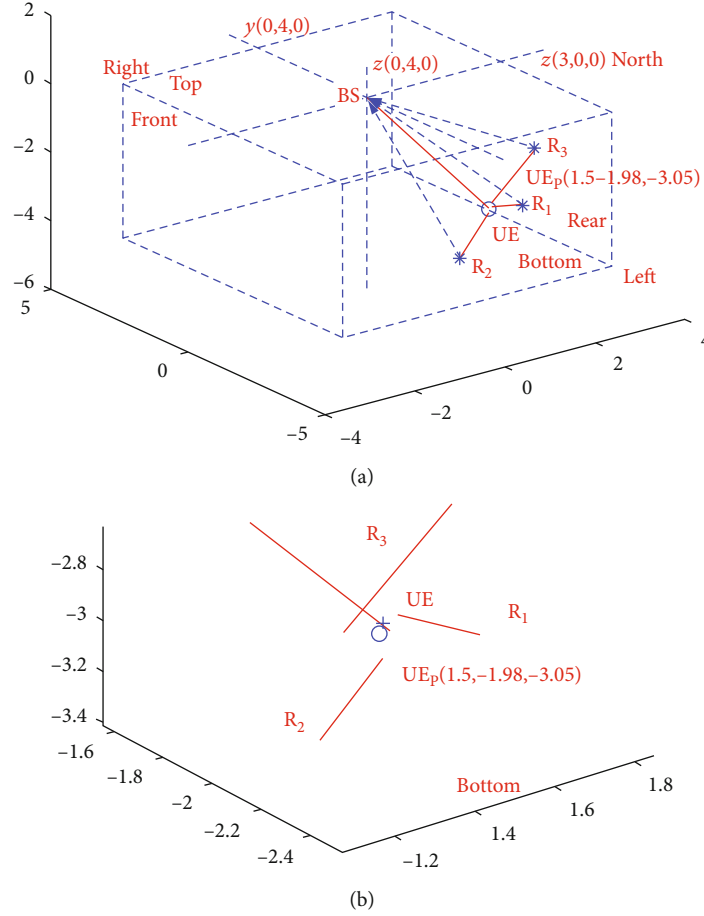 2
y(0,4,0)
z(0,4,0)
z(3,0,0) North
Right
Top
0
BS
Front
R3
−2
UEP(1.5−1.98,−3.05)
R1
Rear
−4
UE
Bottom
R2
Left
−6
5
4
2
0
0
−2
−5
−4
(a)
R3
−2.8
UE
−3
R1
UEP(1.5,−1.98,−3.05)
−3.2
R2
−3.4
−1.6
−1.8
Bottom
1.8
−2
1.6
−2.2
1.4
−2.4
−1.2
(b)